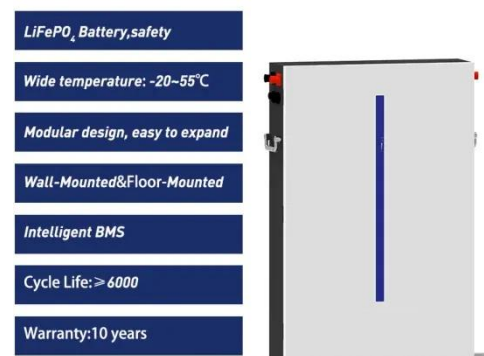 LiFePO₄ Battery,safety
Wide temperature: -20~55℃
Modular design, easy to expand
Wall-Mounted&Floor-Mounted
Intelligent BMS
Cycle Life:≥6000
Warranty:10 years